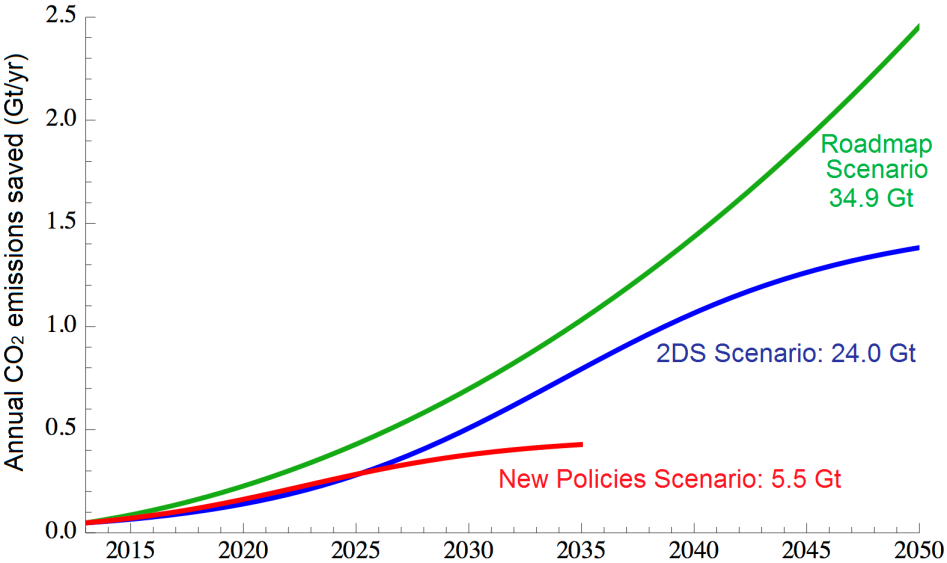 Annual CO₂ emissions saved (Gt/yr)
2.5
2.0
1.5
1.0
0.5
0.0
Roadmap
Scenario
34.9 Gt
2DS Scenario: 24.0 Gt
New Policies Scenario: 5.5 Gt
2015 2020 2025 2030 2035 2040 2045 2050